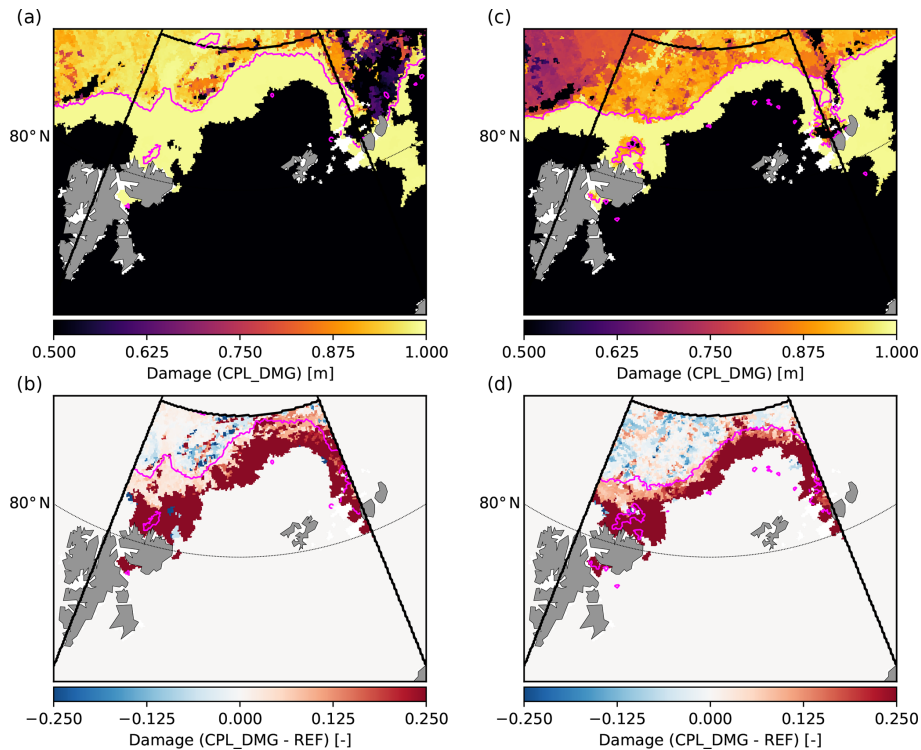 (a)
80°N
0.500 0.625 0.750 0.875 1.000
Damage (CPL_DMG) [m]
(c)
0.500 0.625 0.750 0.875 1.000
Damage (CPL_DMG) [m]
(b)
80°N
−0.250 −0.125 0.000 0.125 0.250
Damage (CPL_DMG - REF) [-]
(d)
80°N
−0.250 −0.125 0.000 0.125 0.250
Damage (CPL_DMG - REF) [-]